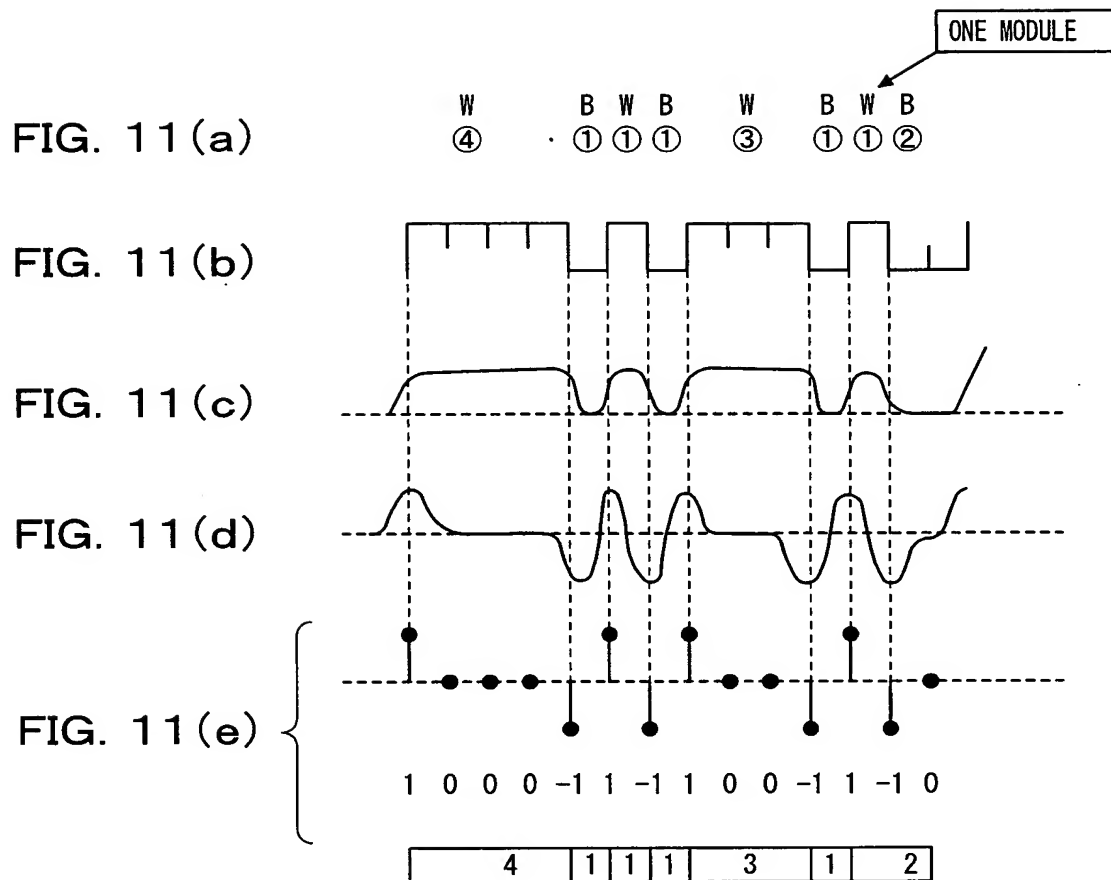 ONE MODULE
W B W B W B W B
FIG. 11(a) ④ ① ① ① ③ ① ① ②
FIG. 11(b)
FIG. 11(c)
FIG. 11(d)
FIG. 11(e)
1 0 0 0 -1 1 -1 1 0 0 -1 1 -1 0
4 1 1 1 3 1 2